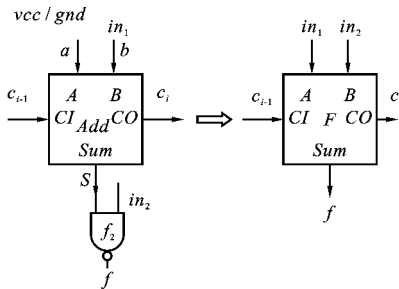 vcc / gnd
in₁
a
b
cᵢ₋₁
A B
CI Add CO
Sum
cᵢ
S
in₂
f₂
f
in₁ in₂
cᵢ₋₁
A B
CI F CO
Sum
c
f